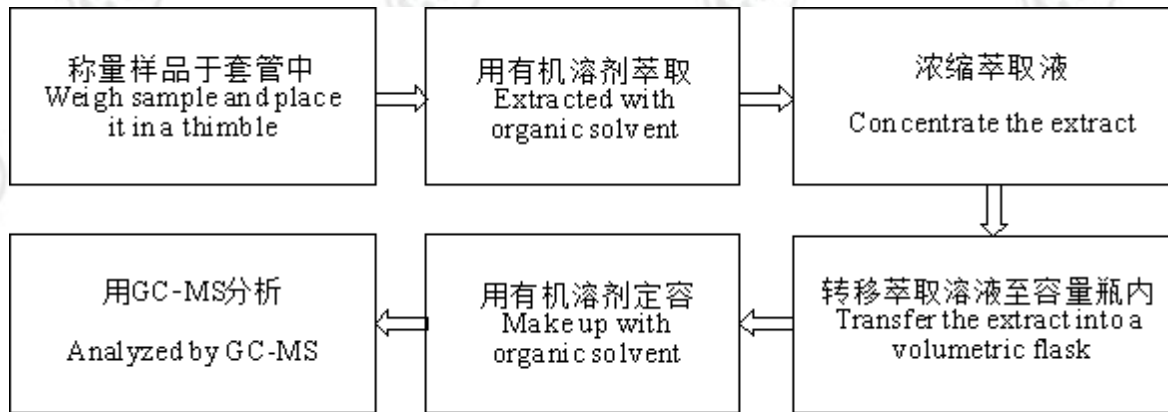 称量样品于套管中
Weigh sample and place
it in a thimble
用有机溶剂萃取
Extracted with
organic solvent
浓缩萃取液
Concentrate the extract
转移萃取溶液至容量瓶内
Transfer the extract into a
volumetric flask
用有机溶剂定容
Make up with
organic solvent
用GC-MS分析
Analyzed by GC-MS